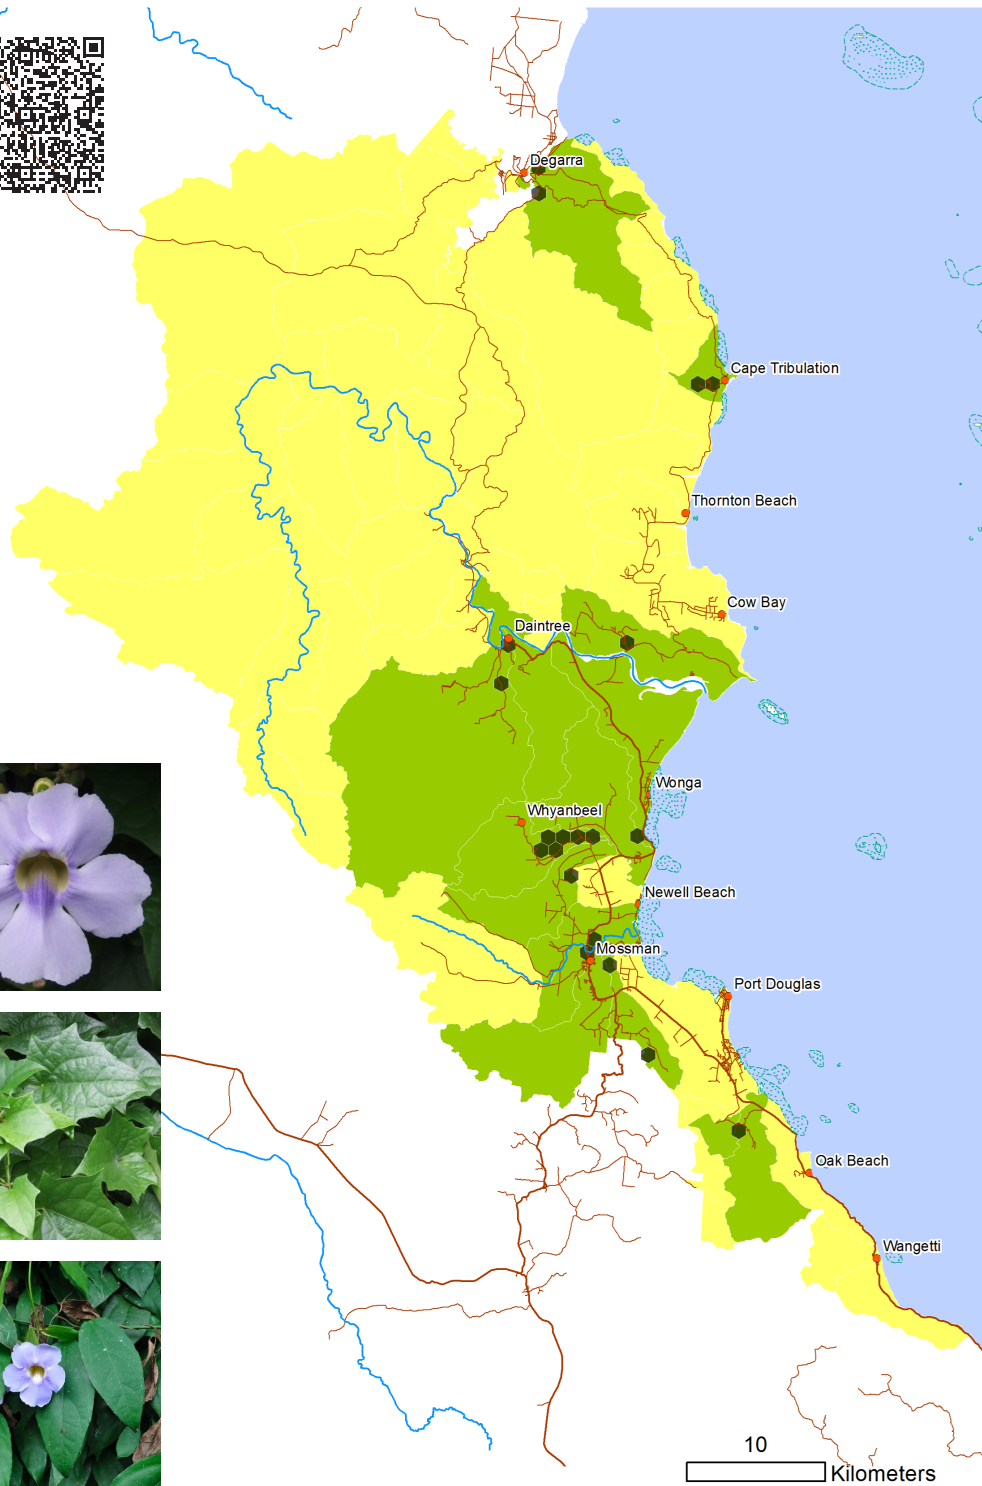 Degarra
Cape Tribulation
Thornton Beach
Cow Bay
Daintree
Wonga
Whyanbeel
Newell Beach
Mossman
Port Douglas
Oak Beach
Wangetti
10
Kilometers